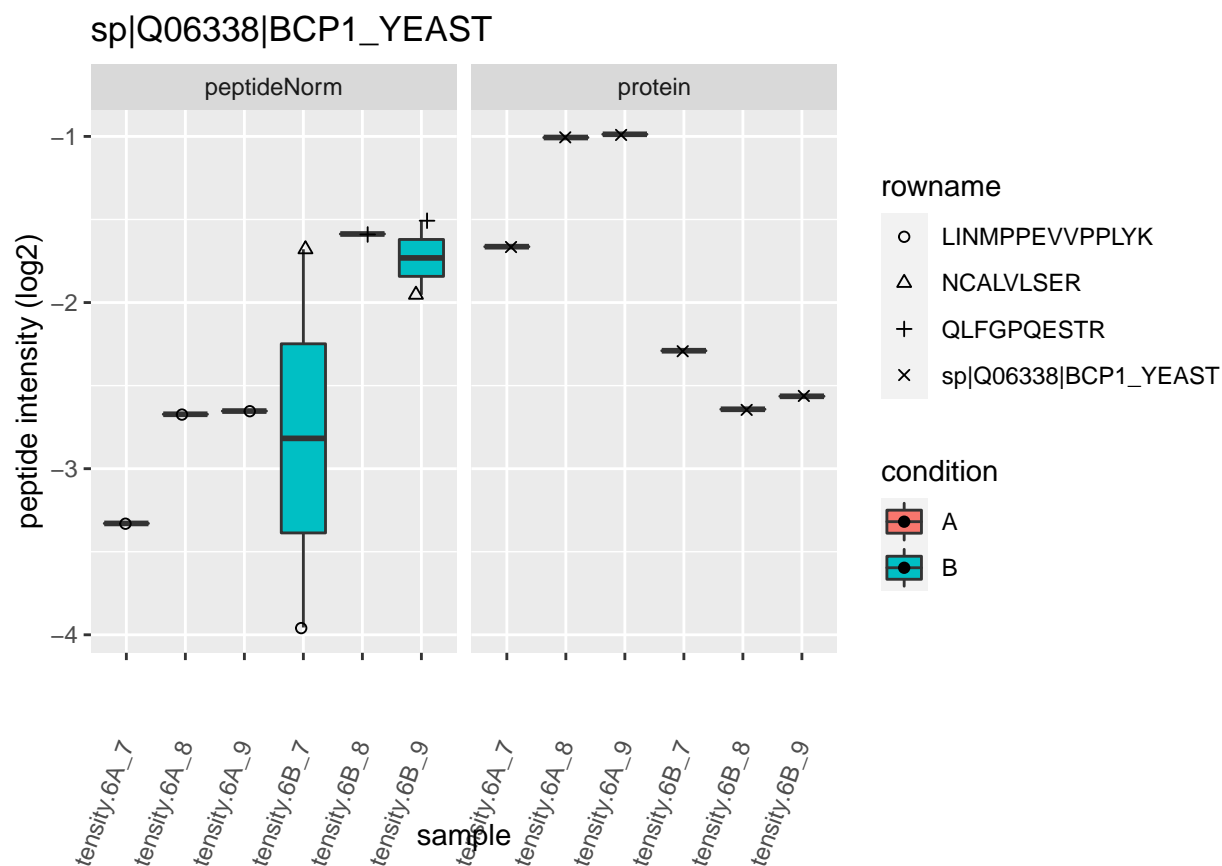 sp|Q06338|BCP1_YEAST
peptideNorm
protein
peptide intensity (log2)
−1
−2
−3
−4
tensity.6A_7
tensity.6A_8
tensity.6A_9
tensity.6B_7
tensity.6B_8
tensity.6B_9
tensity.6A_7
tensity.6A_8
tensity.6A_9
tensity.6B_7
tensity.6B_8
tensity.6B_9
sample
rowname
LINMPPEVVPPLYK
NCALVLSER
QLFGPQESTR
sp|Q06338|BCP1_YEAST
condition
A
B